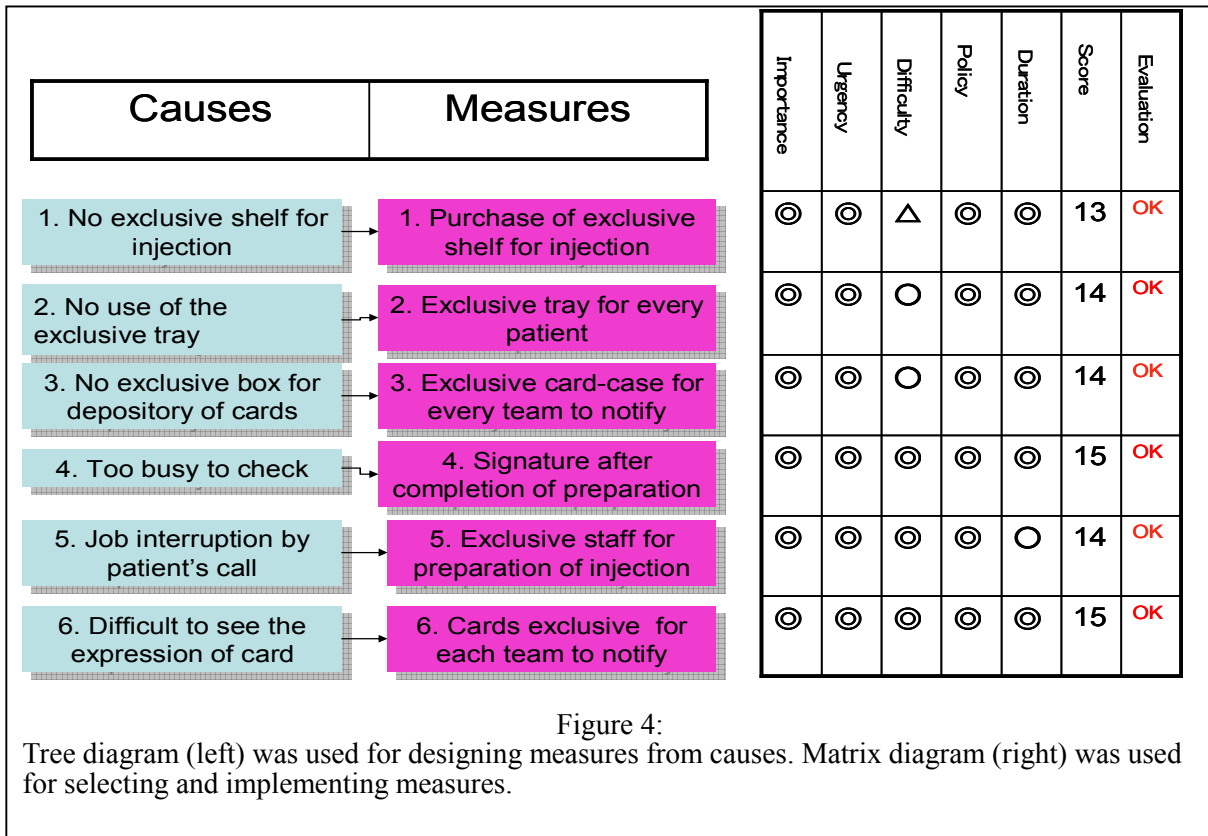 Causes Measures
Importance Urgency Difficulty Policy Duration Score Evaluation
1. No exclusive shelf for
injection
1. Purchase of exclusive
shelf for injection
◎ ◎ △ ◎ ◎ 13 OK
2. No use of the
exclusive tray
2. Exclusive tray for every
patient
◎ ◎ ○ ◎ ◎ 14 OK
3. No exclusive box for
depository of cards
3. Exclusive card-case for
every team to notify
◎ ◎ ○ ◎ ◎ 14 OK
4. Too busy to check
4. Signature after
completion of preparation
◎ ◎ ◎ ◎ ◎ 15 OK
5. Job interruption by
patient's call
5. Exclusive staff for
preparation of injection
◎ ◎ ◎ ◎ ○ 14 OK
6. Difficult to see the
expression of card
6. Cards exclusive for
each team to notify
◎ ◎ ◎ ◎ ◎ 15 OK
Figure 4:
Tree diagram (left) was used for designing measures from causes. Matrix diagram (right) was used
for selecting and implementing measures.